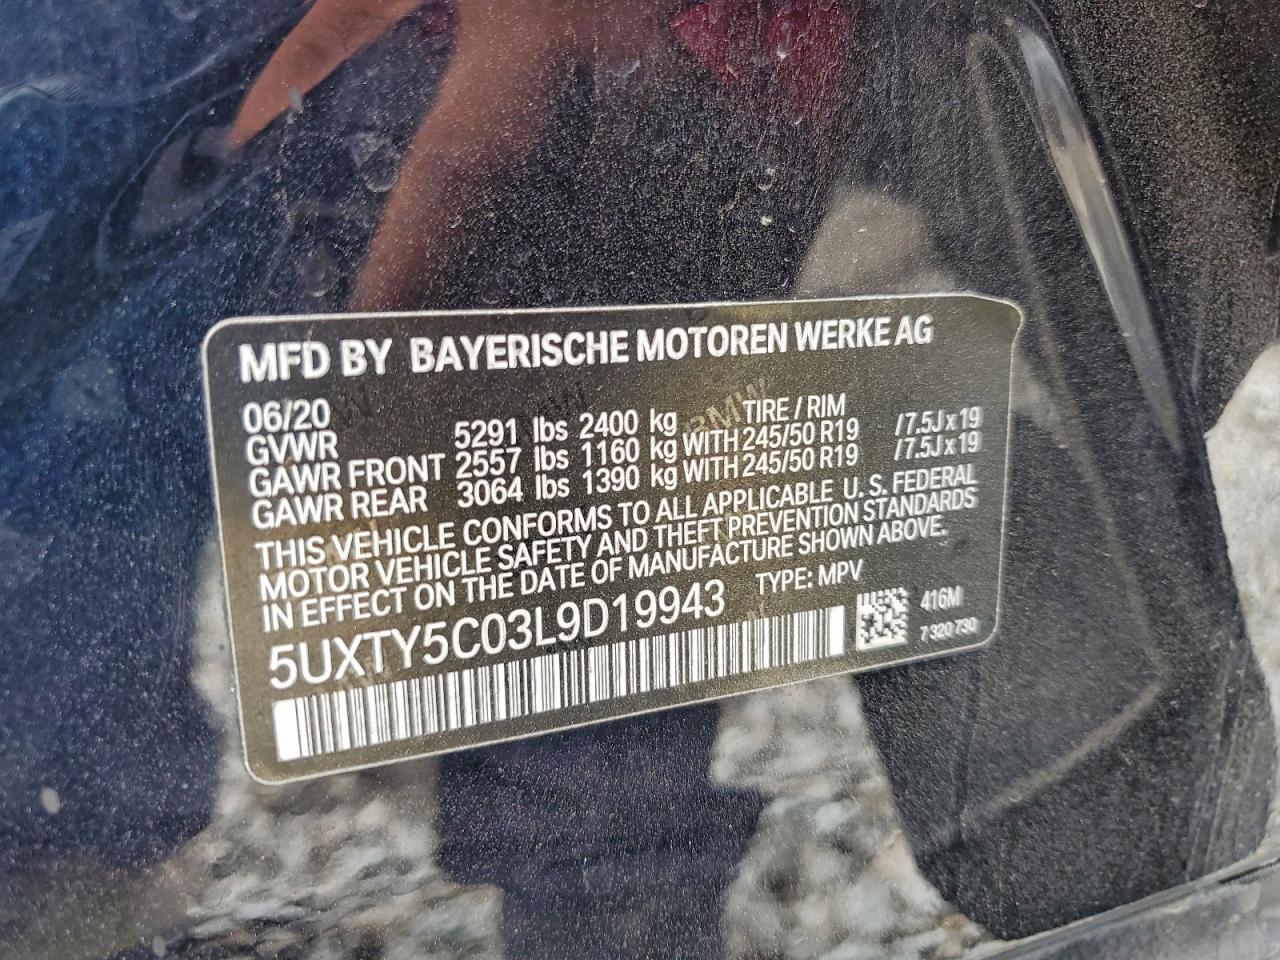 MFD BY BAYERISCHE MOTOREN WERKE AG
06/20 TIRE / RIM
GVWR 5291 lbs 2400 kg
GAWR FRONT 2557 lbs 1160 kg WITH 245/50 R19 /7.5J x 19
GAWR REAR 3064 lbs 1390 kg WITH 245/50 R19 /7.5J x 19
THIS VEHICLE CONFORMS TO ALL APPLICABLE U. S. FEDERAL
MOTOR VEHICLE SAFETY AND THEFT PREVENTION STANDARDS
IN EFFECT ON THE DATE OF MANUFACTURE SHOWN ABOVE.
5UXTY5C03L9D19943 TYPE: MPV
416M
7 320 730